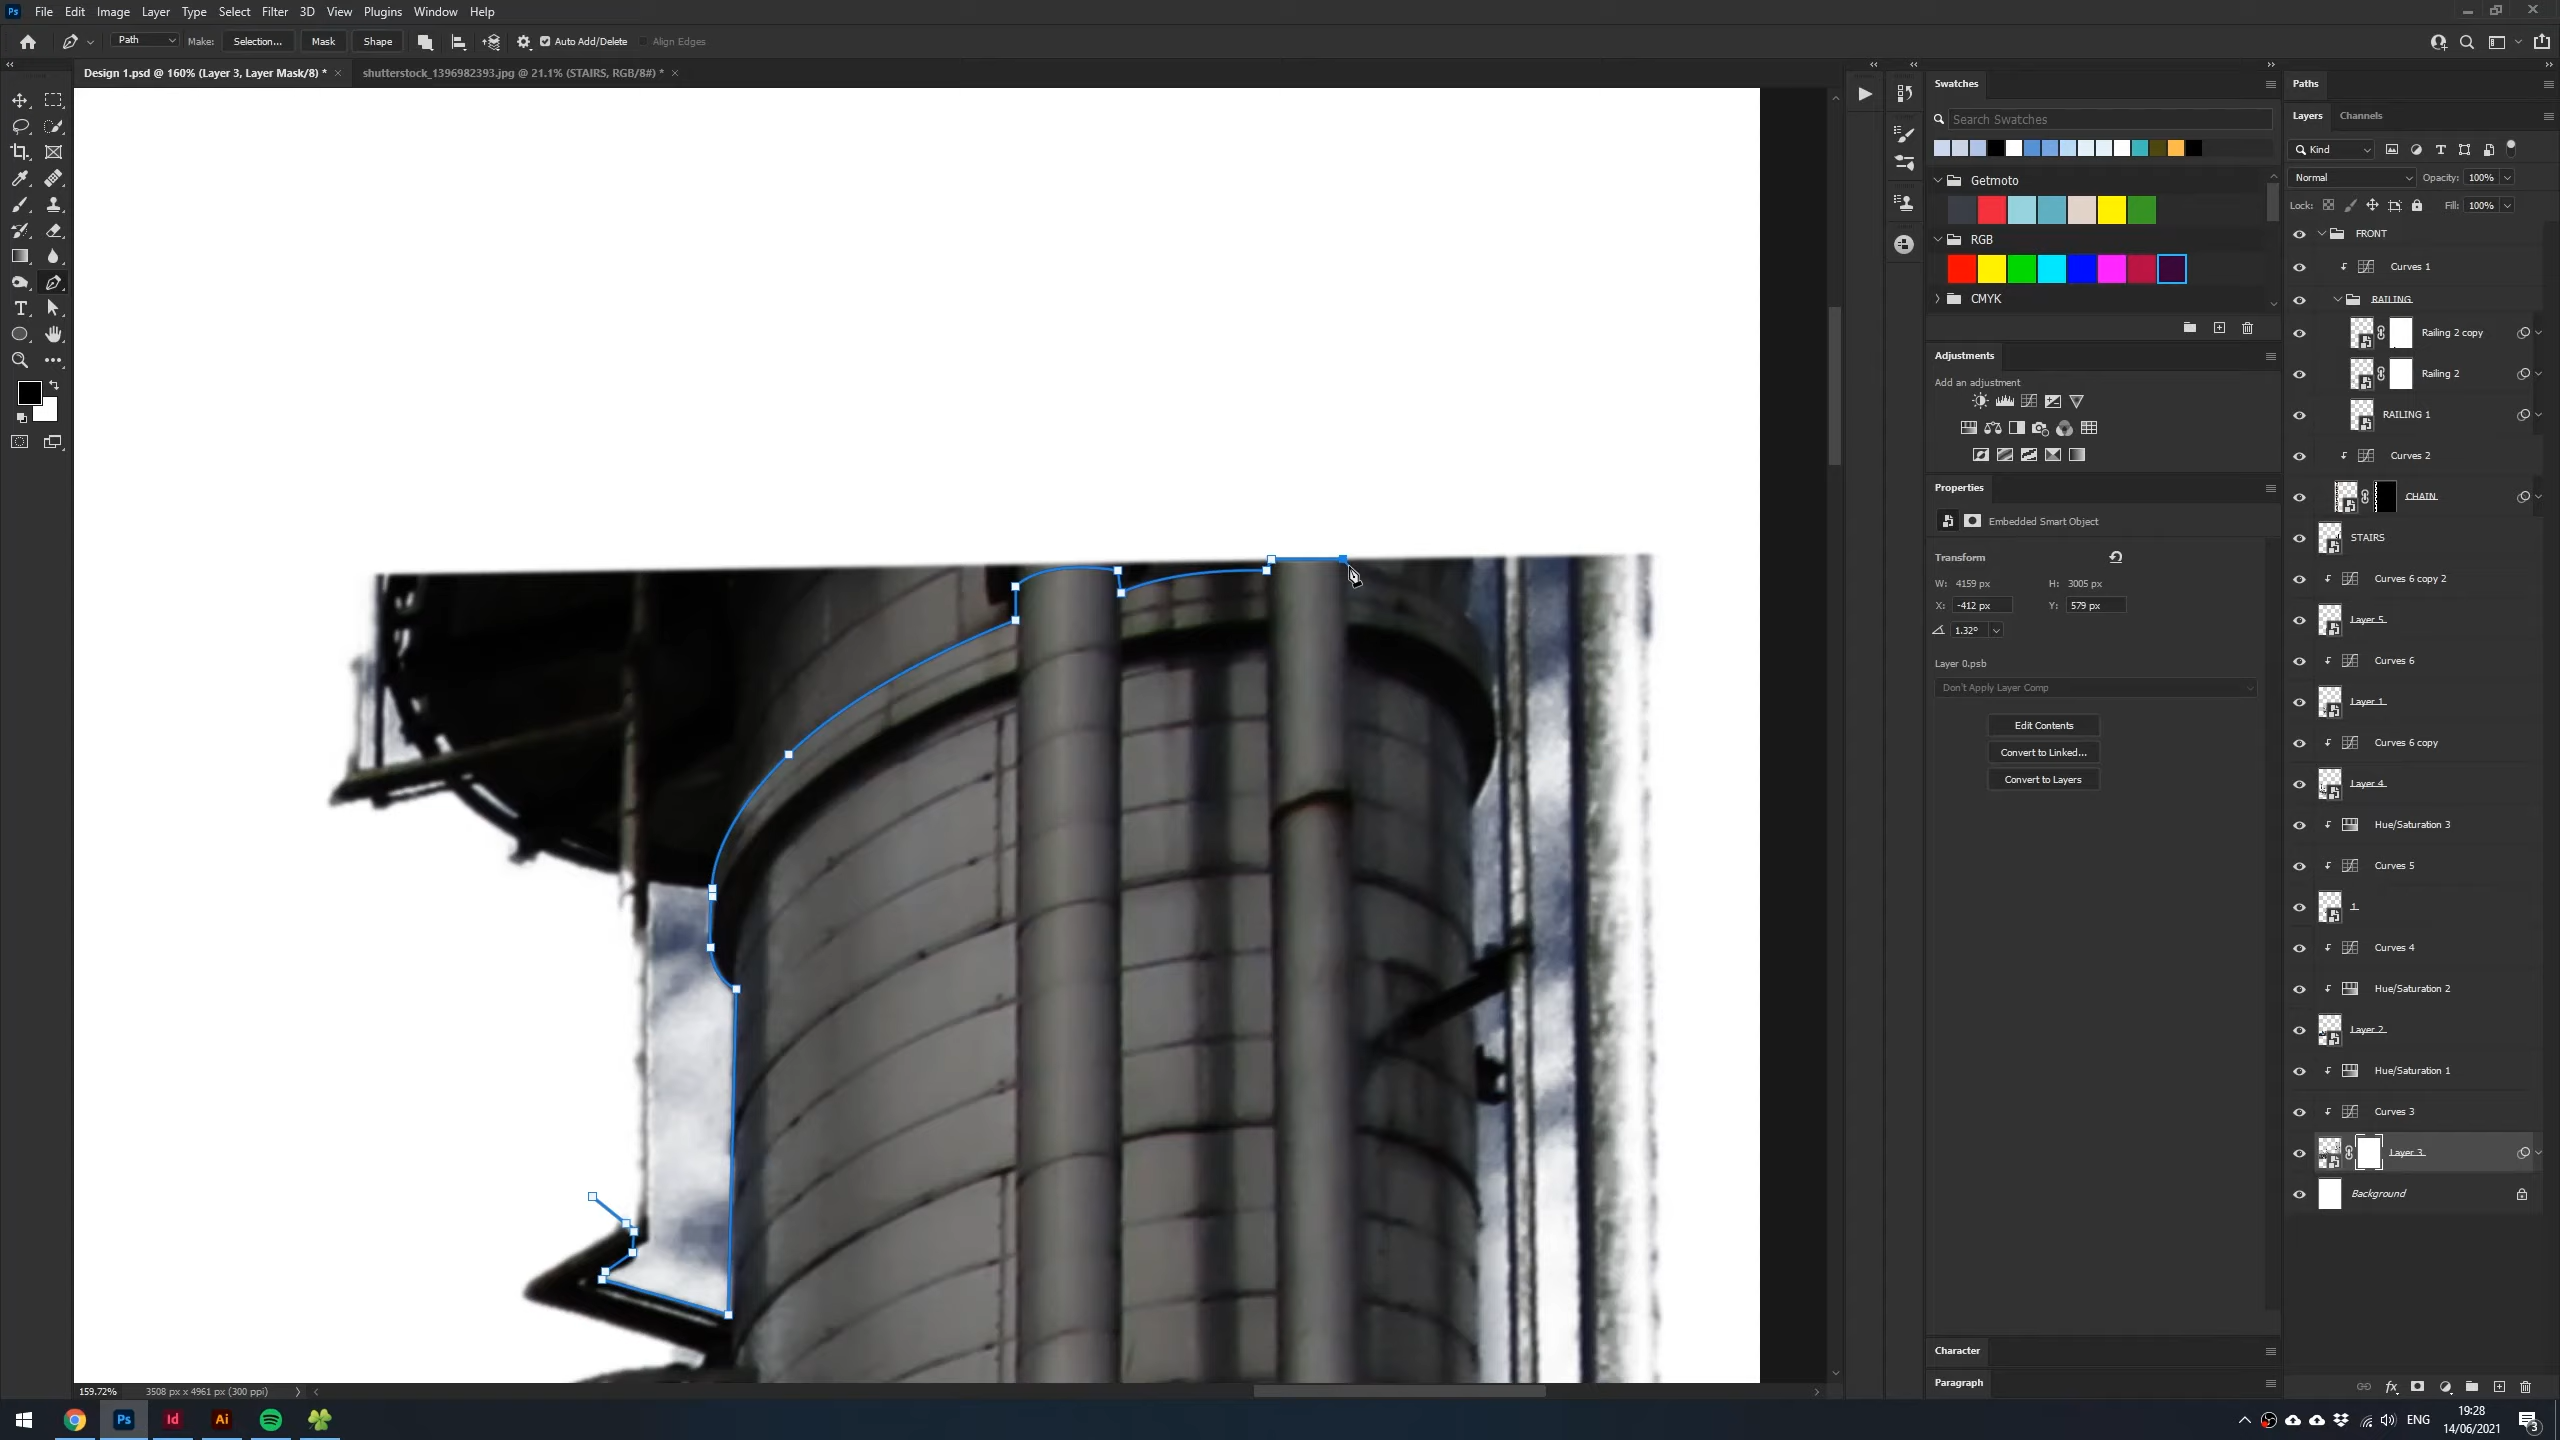 Ps File Edit Image Layer Type Select Filter 3D View Plugins Window Help
Path Make: Selection... Mask Shape Auto Add/Delete Align Edges
Design 1.psd @ 160% (Layer 3, Layer Mask/8) * × shutterstock_1396982393.jpg @ 21.1% (STAIRS, RGB/8#) * ×
Swatches
Search Swatches
Getmoto
RGB
CMYK
Adjustments
Add an adjustment
Properties
Embedded Smart Object
Transform
W: 4159 px H: 3005 px
X: -412 px Y: 579 px
1.32°
Layer 0.psb
Don't Apply Layer Comp
Edit Contents
Convert to Linked...
Convert to Layers
Character
Paragraph
Paths
Layers Channels
Kind
Normal Opacity: 100%
Lock: Fill: 100%
FRONT
Curves 1
RAILING
Railing 2 copy
Railing 2
RAILING 1
Curves 2
CHAIN
STAIRS
Curves 6 copy 2
Layer 5
Curves 6
Layer 1
Curves 6 copy
Layer 4
Hue/Saturation 3
Curves 5
1
Curves 4
Hue/Saturation 2
Layer 2
Hue/Saturation 1
Curves 3
Layer 3
Background
fx
159.72% 3508 px x 4961 px (300 ppi)
Ps Id Ai
ENG
19:28
14/06/2021
3